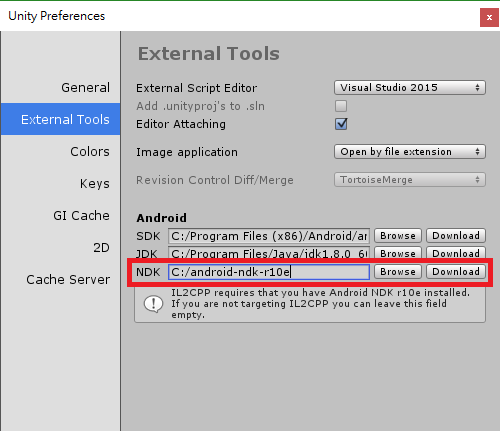 Unity Preferences
x
External Tools
General
External Tools
Colors
Keys
GI Cache
2D
Cache Server
External Script Editor
Visual Studio 2015
Add .unityproj's to .sln
Editor Attaching
Image application
Open by file extension
Revision Control Diff/Merge
TortoiseMerge
Android
SDK C:/Program Files (x86)/Android/ar Browse Download
JDK C:/Program Files/Java/jdk1.8.0_6 Browse Download
NDK C:/android-ndk-r10e Browse Download
IL2CPP requires that you have Android NDK r10e installed.
If you are not targeting IL2CPP you can leave this field
empty.